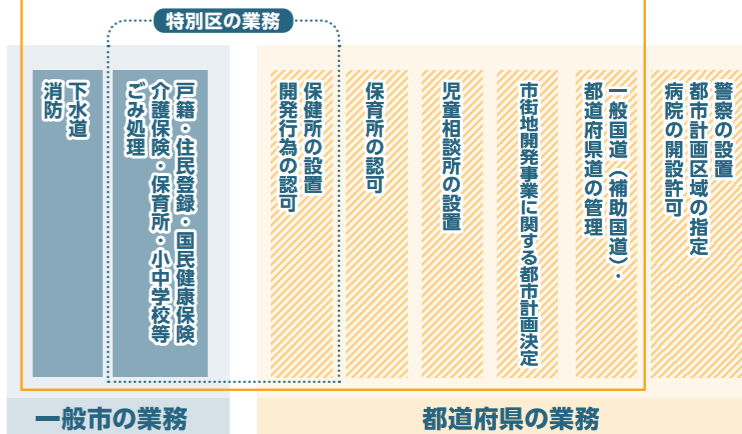 特別区の業務
警察の設置
都市計画区域の指定
病院の開設許可
一般国道（補助国道）・
都道府県道の管理
市街地開発事業に関する都市計画決定
児童相談所の設置
保育所の認可
保健所の設置
開発行為の認可
戸籍・住民登録・国民健康保険
介護保険・保育所・小中学校等
ごみ処理
下水道
消防
一般市の業務
都道府県の業務